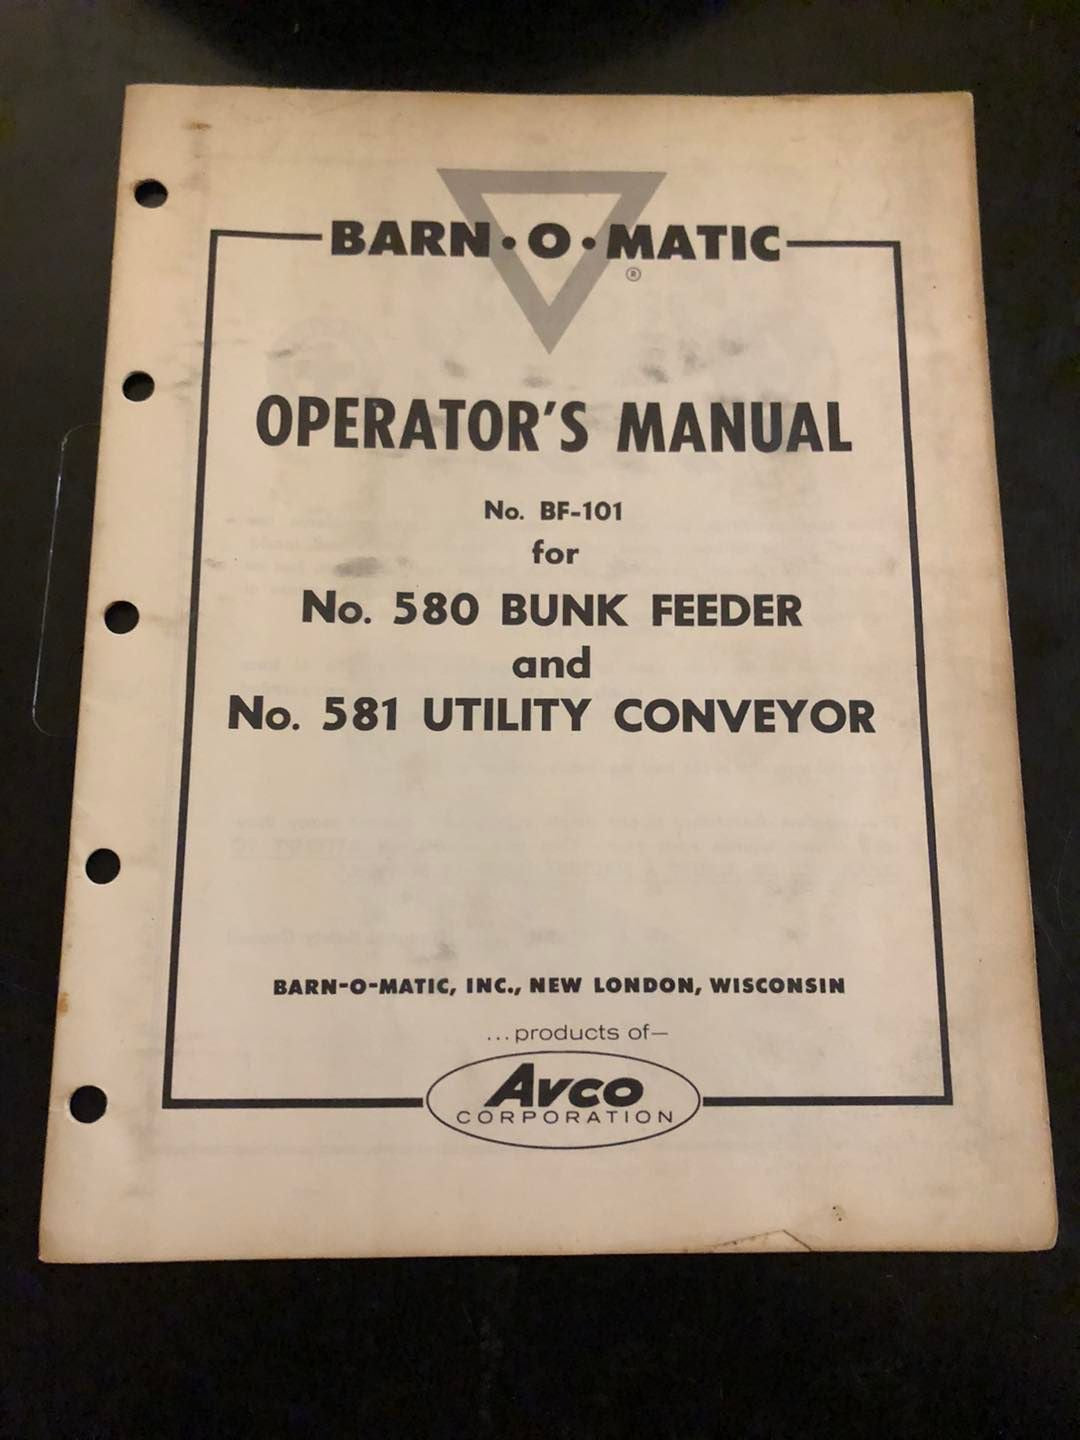 BARN·O·MATIC
®
OPERATOR'S MANUAL
No. BF-101
for
No. 580 BUNK FEEDER
and
No. 581 UTILITY CONVEYOR
BARN-O-MATIC, INC., NEW LONDON, WISCONSIN
...products of—
Avco
CORPORATION